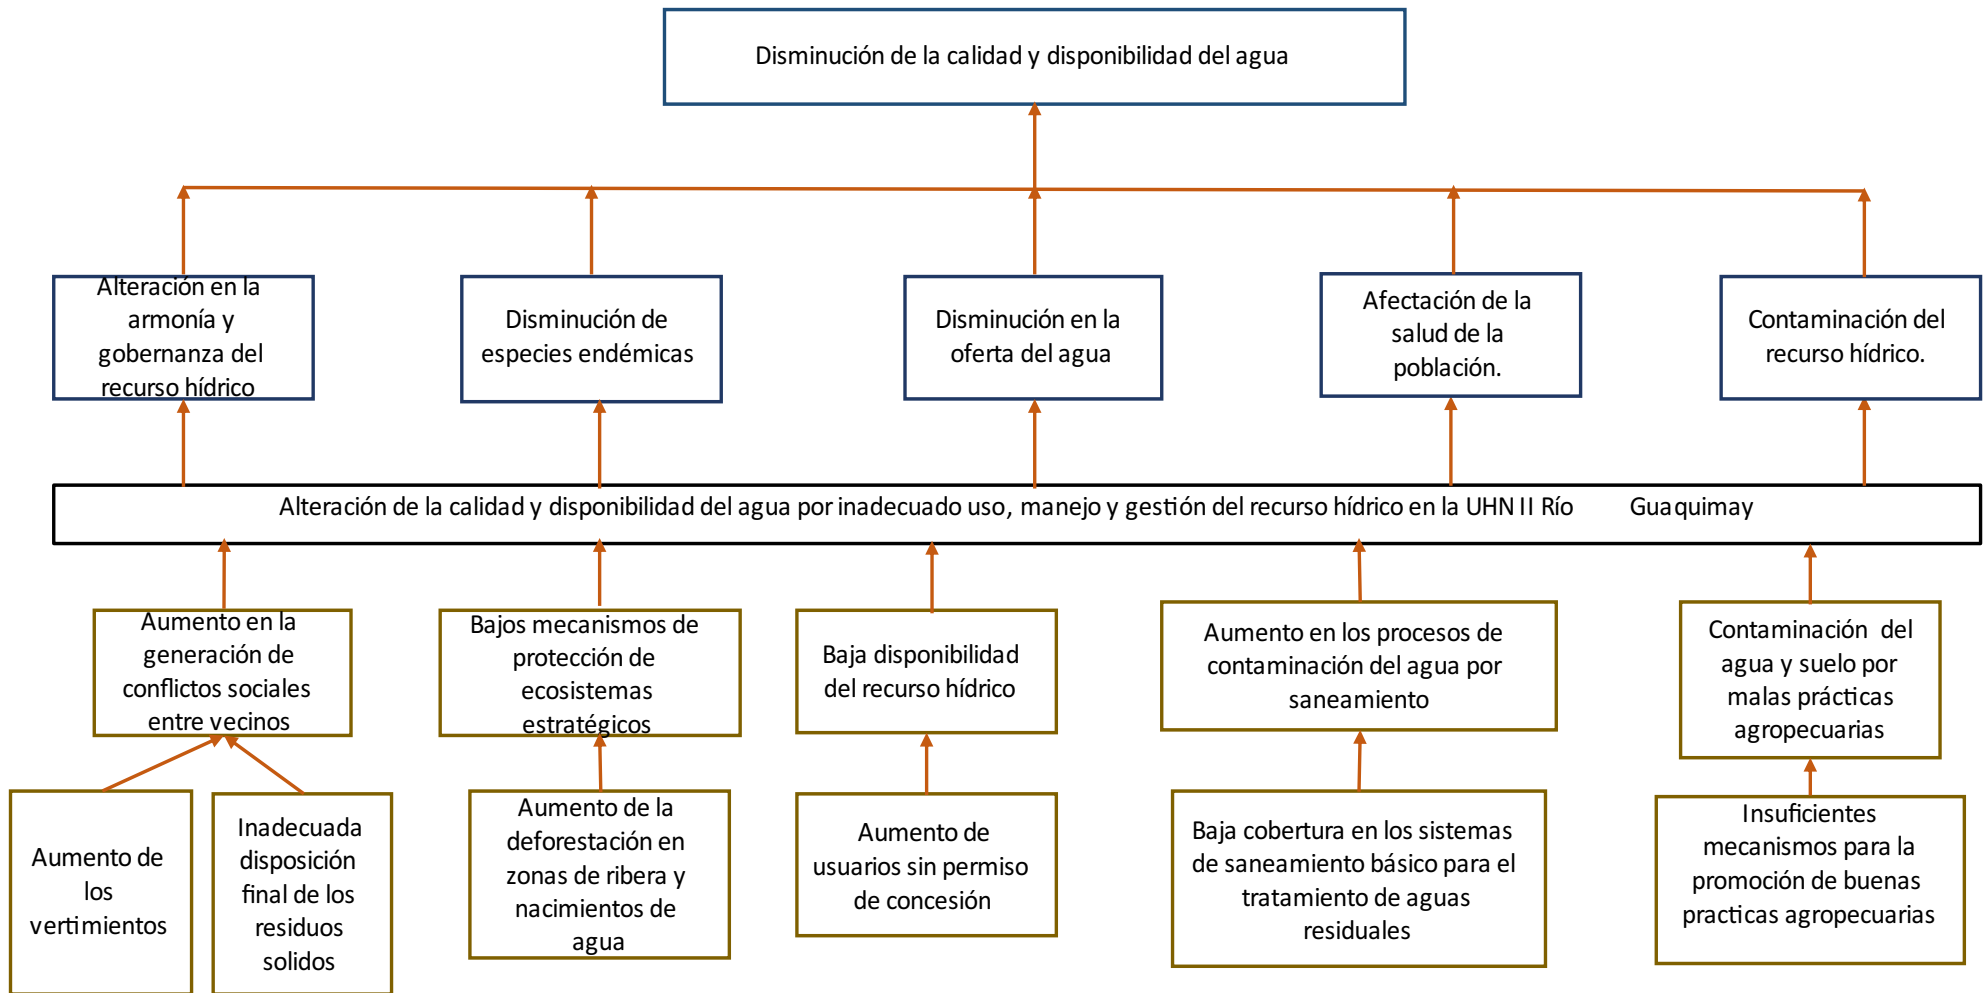 Disminución de la calidad y disponibilidad del agua
Alteración en la
armonía y
gobernanza del
recurso hídrico
Disminución de
especies endémicas
Disminución en la
oferta del agua
Afectación de la
salud de la
población.
Contaminación del
recurso hídrico.
Alteración de la calidad y disponibilidad del agua por inadecuado uso, manejo y gestión del recurso hídrico en la UHN II Río Guaquimay
Aumento en la
generación de
conflictos sociales
entre vecinos
Bajos mecanismos de
protección de
ecosistemas
estratégicos
Baja disponibilidad
del recurso hídrico
Aumento en los procesos de
contaminación del agua por
saneamiento
Contaminación del
agua y suelo por
malas prácticas
agropecuarias
Aumento de
los
vertimientos
Inadecuada
disposición
final de los
residuos
solidos
Aumento de la
deforestación en
zonas de ribera y
nacimientos de
agua
Aumento de
usuarios sin permiso
de concesión
Baja cobertura en los sistemas
de saneamiento básico para el
tratamiento de aguas
residuales
Insuficientes
mecanismos para la
promoción de buenas
practicas agropecuarias